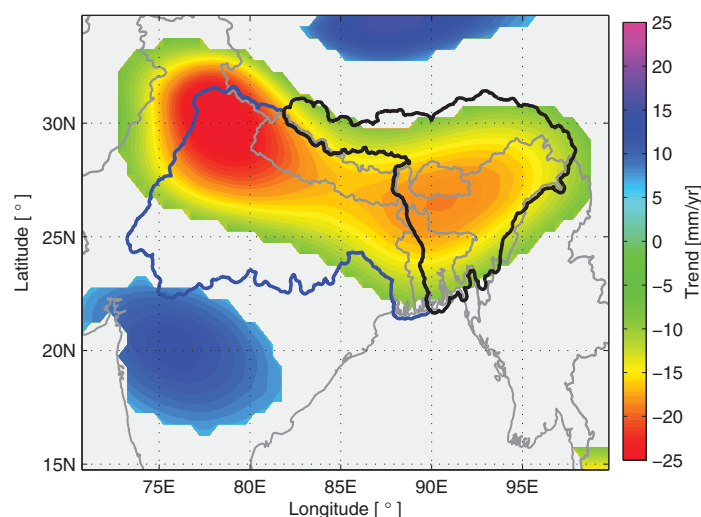 30N
25N
20N
15N
Latitude [ ° ]
75E 80E 85E 90E 95E
Longitude [ ° ]
25
20
15
10
5
0
−5
−10
−15
−20
−25
Trend [mm/yr]